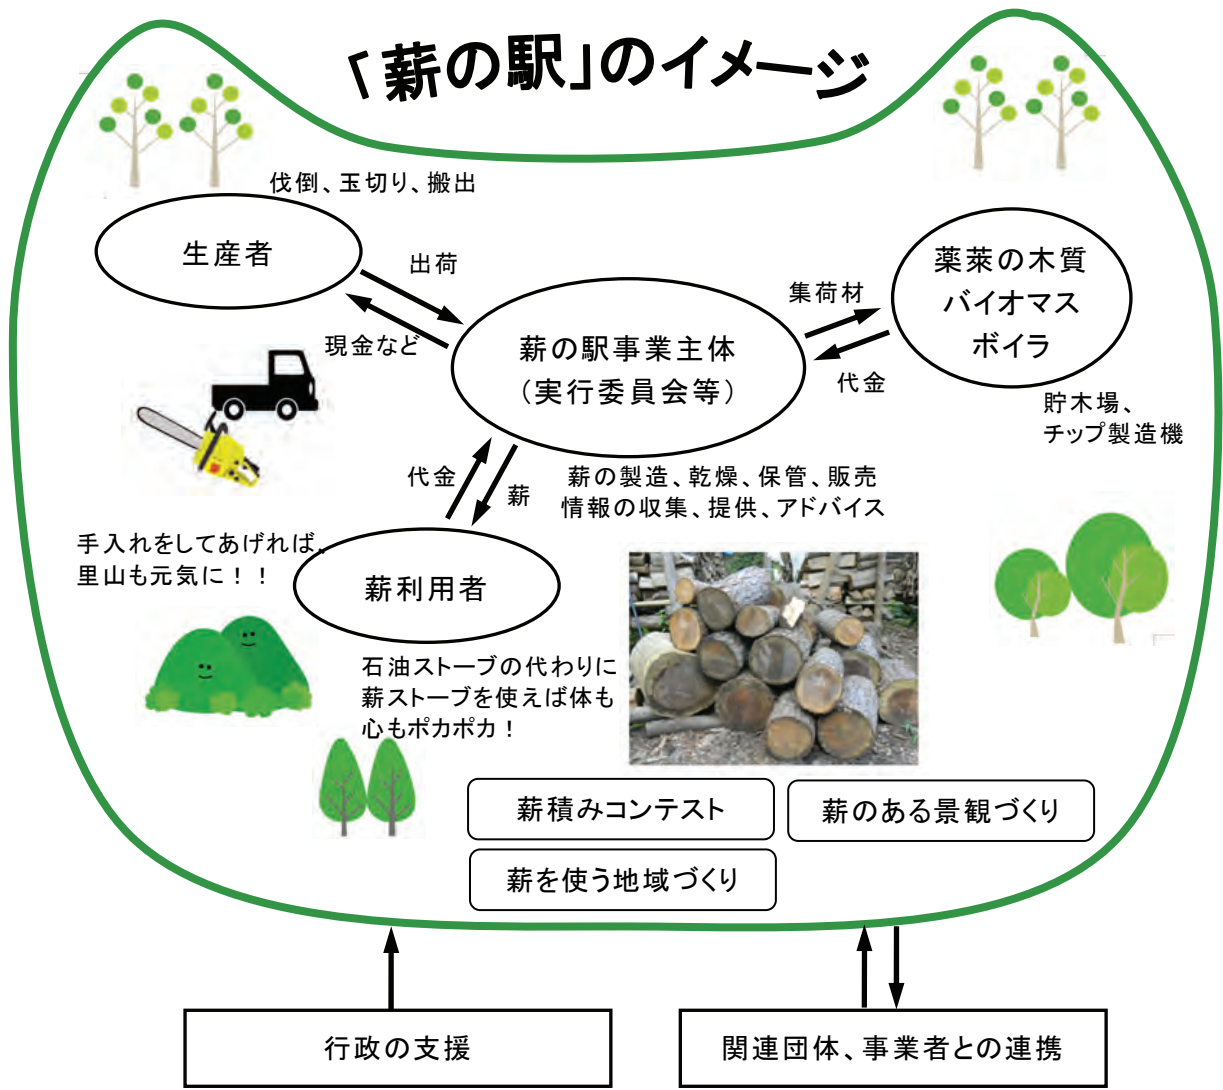 「薪の駅」のイメージ
伐倒、玉切り、搬出
生産者
出荷
現金など
薪の駅事業主体
（実行委員会等）
集荷材
代金
薬莱の木質
バイオマス
ボイラ
貯木場、
チップ製造機
代金
薪
薪の製造、乾燥、保管、販売
情報の収集、提供、アドバイス
手入れをしてあげれば、
里山も元気に！！
薪利用者
石油ストーブの代わりに
薪ストーブを使えば体も
心もポカポカ！
薪積みコンテスト
薪のある景観づくり
薪を使う地域づくり
行政の支援
関連団体、事業者との連携